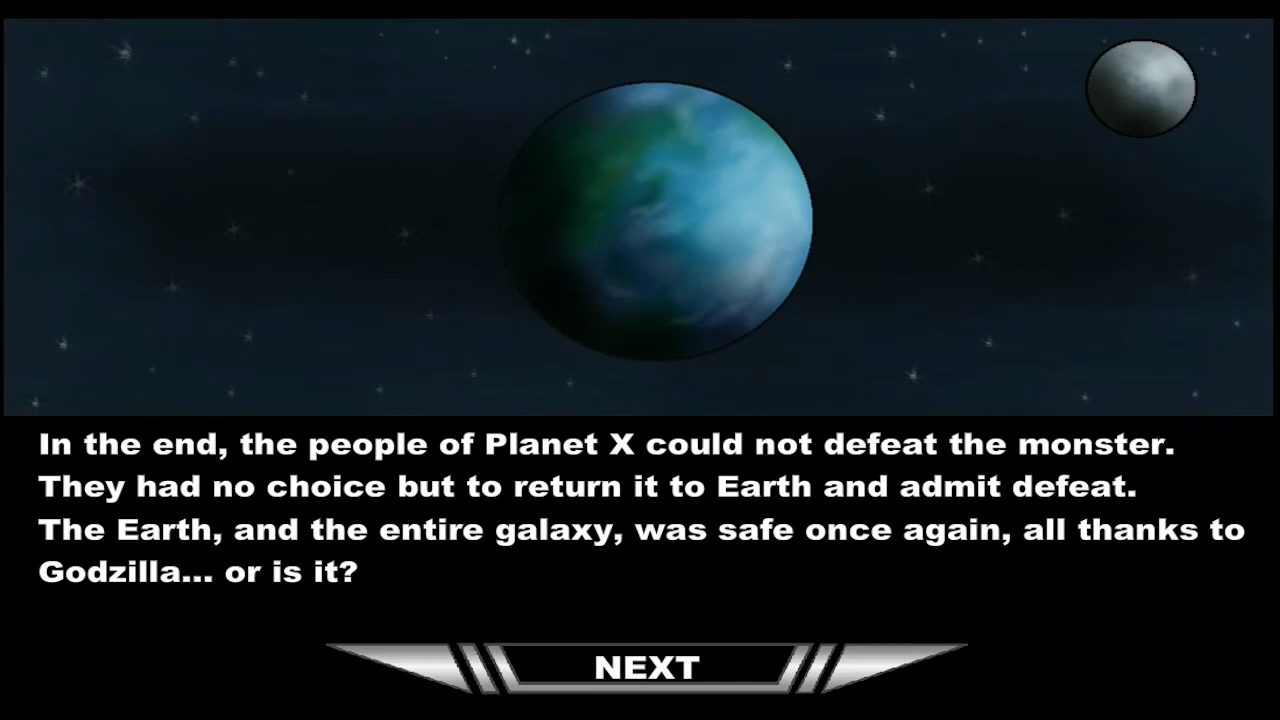 In the end, the people of Planet X could not defeat the monster.
They had no choice but to return it to Earth and admit defeat.
The Earth, and the entire galaxy, was safe once again, all thanks to
Godzilla... or is it?
NEXT